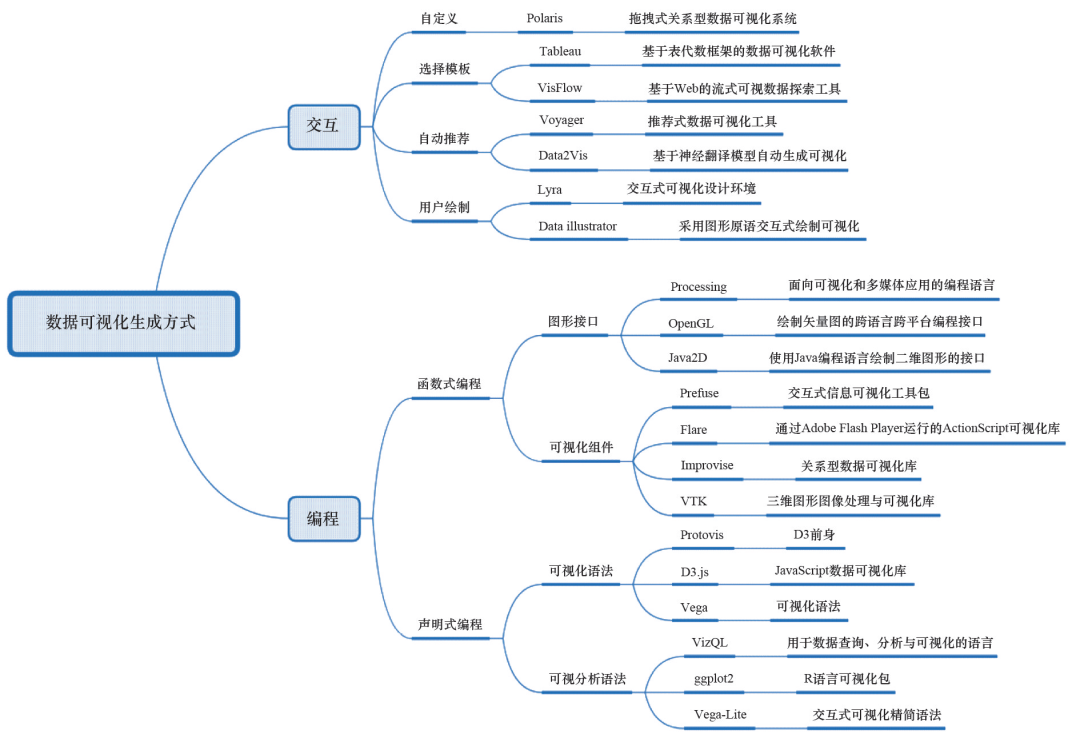 数据可视化生成方式
交互
自定义
Polaris
拖拽式关系型数据可视化系统
选择模板
Tableau
基于表代数框架的数据可视化软件
VisFlow
基于Web的流式可视数据探索工具
自动推荐
Voyager
推荐式数据可视化工具
Data2Vis
基于神经翻译模型自动生成可视化
用户绘制
Lyra
交互式可视化设计环境
Data illustrator
采用图形原语交互式绘制可视化
编程
函数式编程
图形接口
Processing
面向可视化和多媒体应用的编程语言
OpenGL
绘制矢量图的跨语言跨平台编程接口
Java2D
使用Java编程语言绘制二维图形的接口
可视化组件
Prefuse
交互式信息可视化工具包
Flare
通过Adobe Flash Player运行的ActionScript可视化库
Improvise
关系型数据可视化库
VTK
三维图形图像处理与可视化库
声明式编程
可视化语法
Protovis
D3前身
D3.js
JavaScript数据可视化库
Vega
可视化语法
可视分析语法
VizQL
用于数据查询、分析与可视化的语言
ggplot2
R语言可视化包
Vega-Lite
交互式可视化精简语法